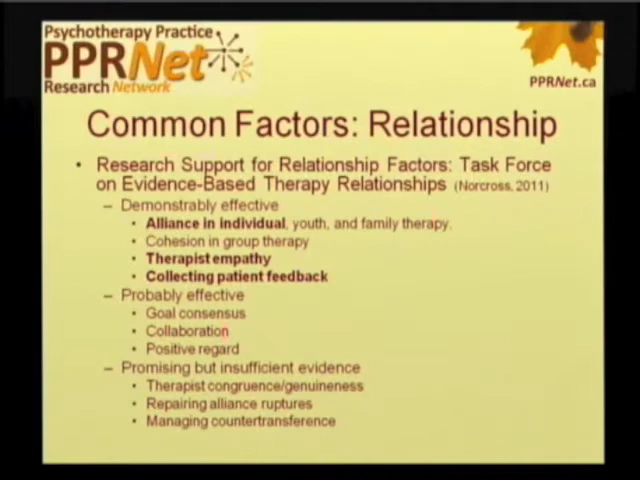 Psychotherapy Practice
PPRNet
Research Network
PPRNet.ca
Common Factors: Relationship
• Research Support for Relationship Factors: Task Force
on Evidence-Based Therapy Relationships (Norcross, 2011)
– Demonstrably effective
• Alliance in individual, youth, and family therapy.
• Cohesion in group therapy
• Therapist empathy
• Collecting patient feedback
– Probably effective
• Goal consensus
• Collaboration
• Positive regard
– Promising but insufficient evidence
• Therapist congruence/genuineness
• Repairing alliance ruptures
• Managing countertransference